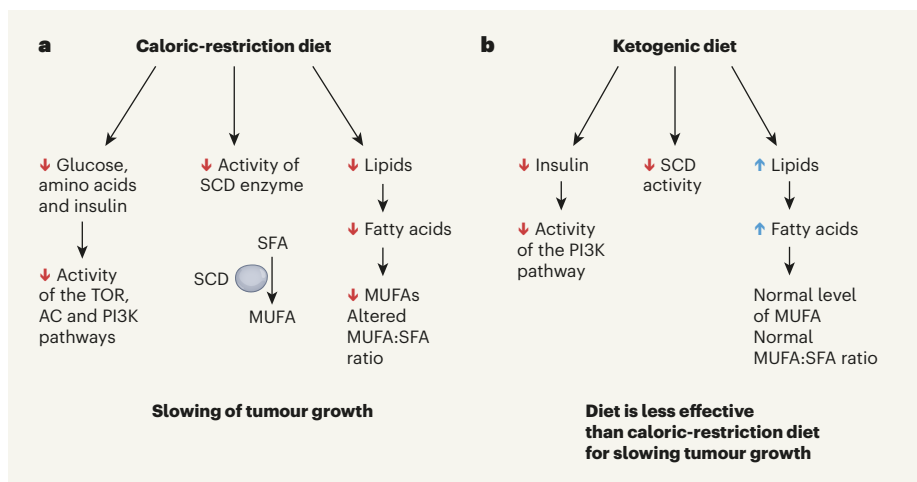 a
Caloric-restriction diet
↓ Glucose,
amino acids
and insulin
↓ Activity
of the TOR,
AC and PI3K
pathways
↓ Activity of
SCD enzyme
SFA
SCD
MUFA
↓ Lipids
↓ Fatty acids
↓ MUFAs
Altered
MUFA:SFA
ratio
Slowing of tumour growth
b
Ketogenic diet
↓ Insulin
↓ Activity
of the PI3K
pathway
↓ SCD
activity
↑ Lipids
↑ Fatty acids
Normal level
of MUFA
Normal
MUFA:SFA ratio
Diet is less effective
than caloric-restriction diet
for slowing tumour growth